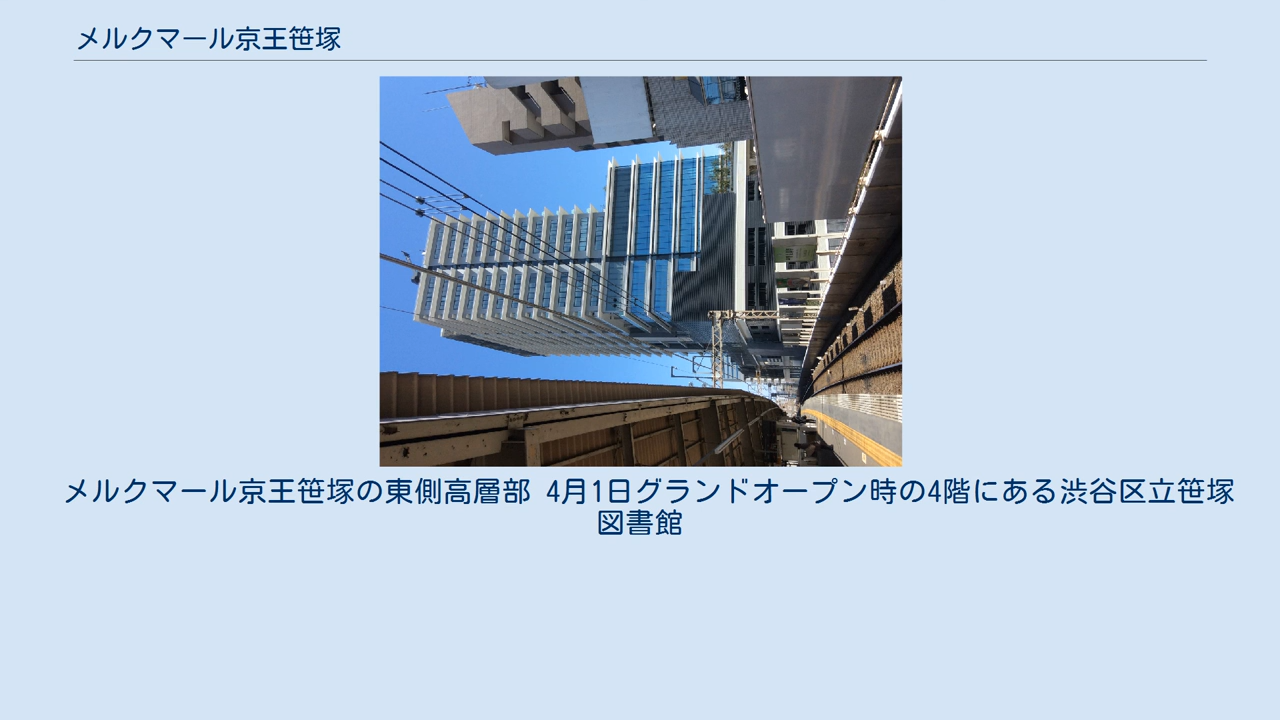 メルクマール京王笹塚
メルクマール京王笹塚の東側高層部 4月1日グランドオープン時の4階にある渋谷区立笹塚
図書館